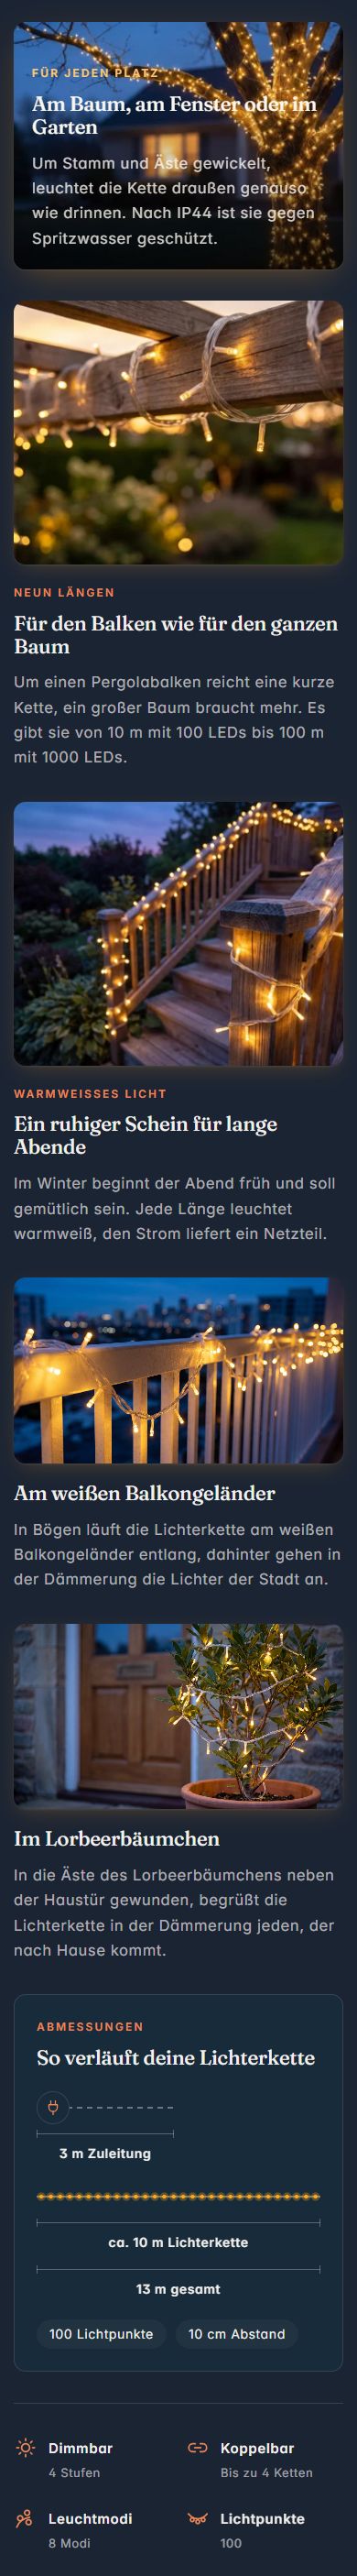 FÜR JEDEN PLATZ
Am Baum, am Fenster oder im
Garten
Um Stamm und Äste gewickelt,
leuchtet die Kette draußen genauso
wie drinnen. Nach IP44 ist sie gegen
Spritzwasser geschützt.
NEUN LÄNGEN
Für den Balken wie für den ganzen
Baum
Um einen Pergolabalken reicht eine kurze
Kette, ein großer Baum braucht mehr. Es
gibt sie von 10 m mit 100 LEDs bis 100 m
mit 1000 LEDs.
WARMWEISSES LICHT
Ein ruhiger Schein für lange
Abende
Im Winter beginnt der Abend früh und soll
gemütlich sein. Jede Länge leuchtet
warmweiß, den Strom liefert ein Netzteil.
Am weißen Balkongeländer
In Bögen läuft die Lichterkette am weißen
Balkongeländer entlang, dahinter gehen in
der Dämmerung die Lichter der Stadt an.
Im Lorbeerbäumchen
In die Äste des Lorbeerbäumchens neben
der Haustür gewunden, begrüßt die
Lichterkette in der Dämmerung jeden, der
nach Hause kommt.
ABMESSUNGEN
So verläuft deine Lichterkette
3 m Zuleitung
ca. 10 m Lichterkette
13 m gesamt
100 Lichtpunkte 10 cm Abstand
Dimmbar Koppelbar
4 Stufen Bis zu 4 Ketten
Leuchtmodi Lichtpunkte
8 Modi 100